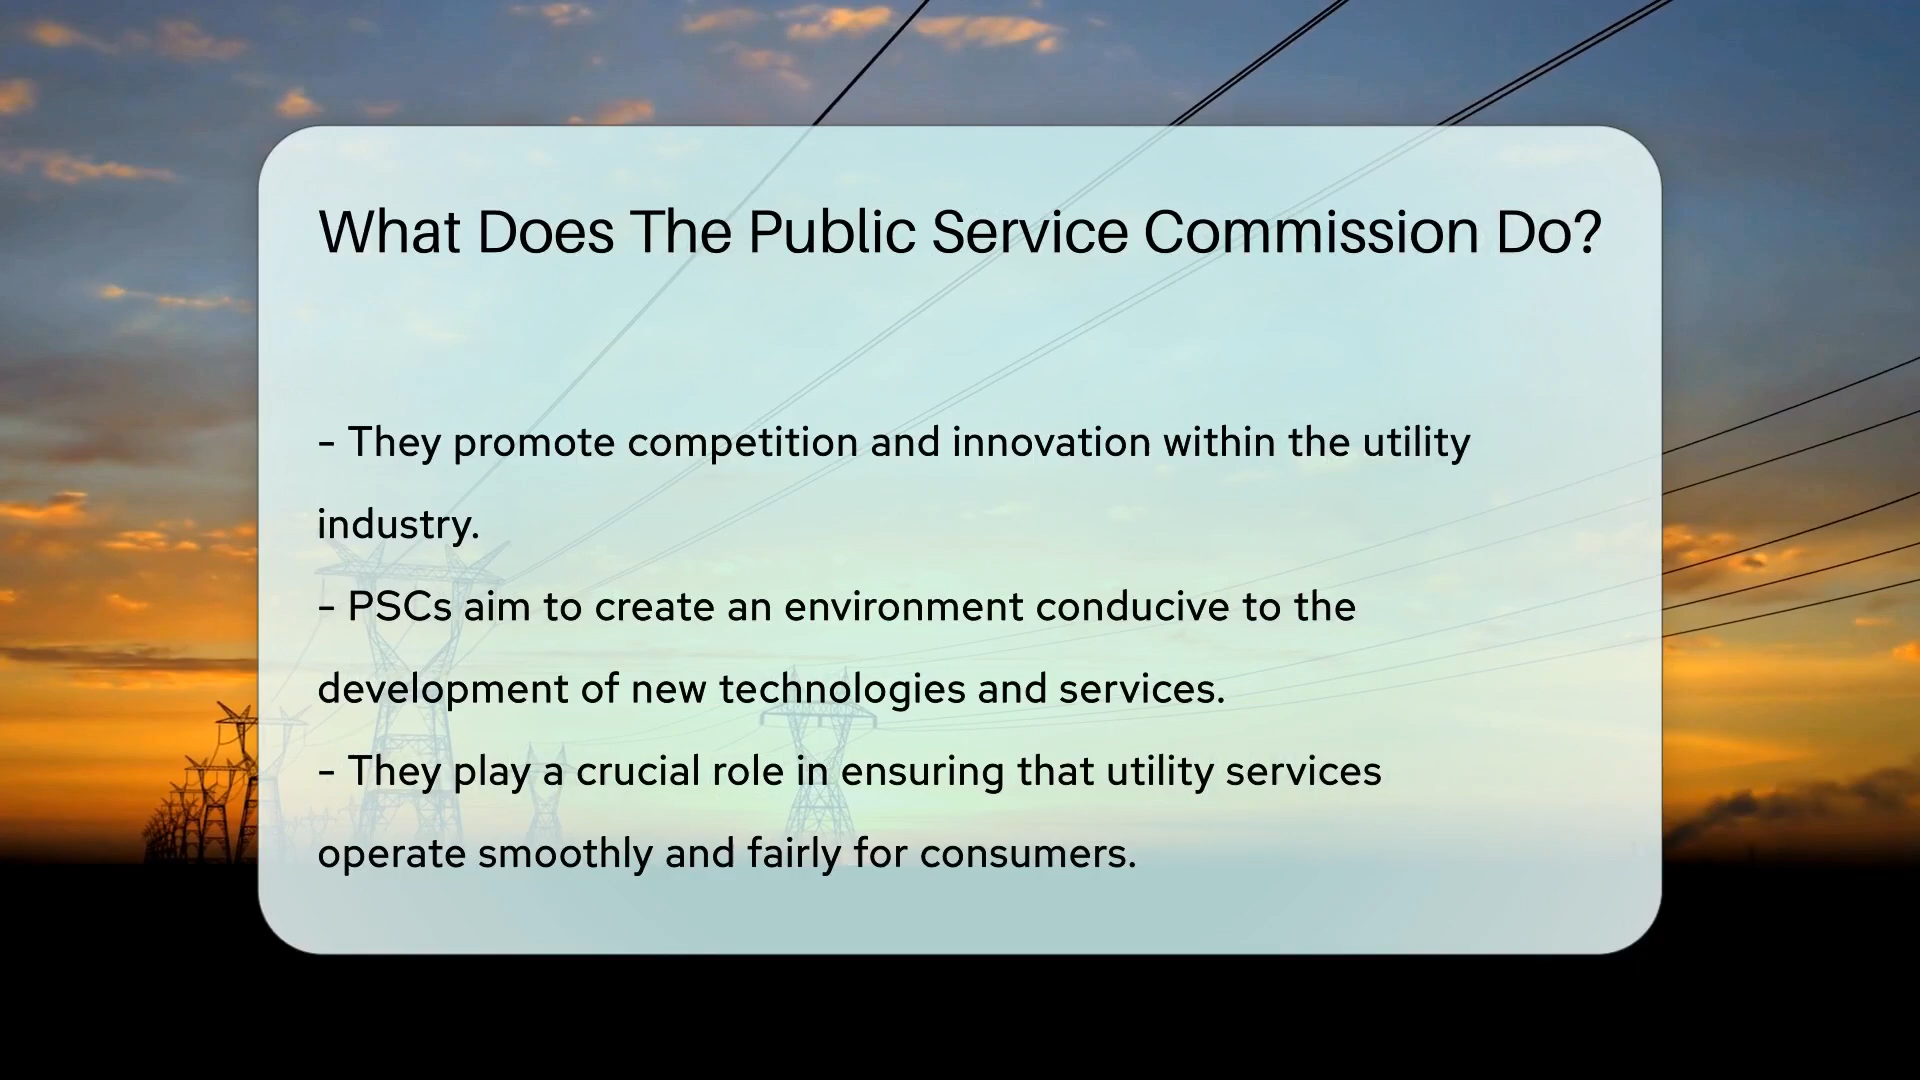 What Does The Public Service Commission Do?
- They promote competition and innovation within the utility
industry.
- PSCs aim to create an environment conducive to the
development of new technologies and services.
- They play a crucial role in ensuring that utility services
operate smoothly and fairly for consumers.